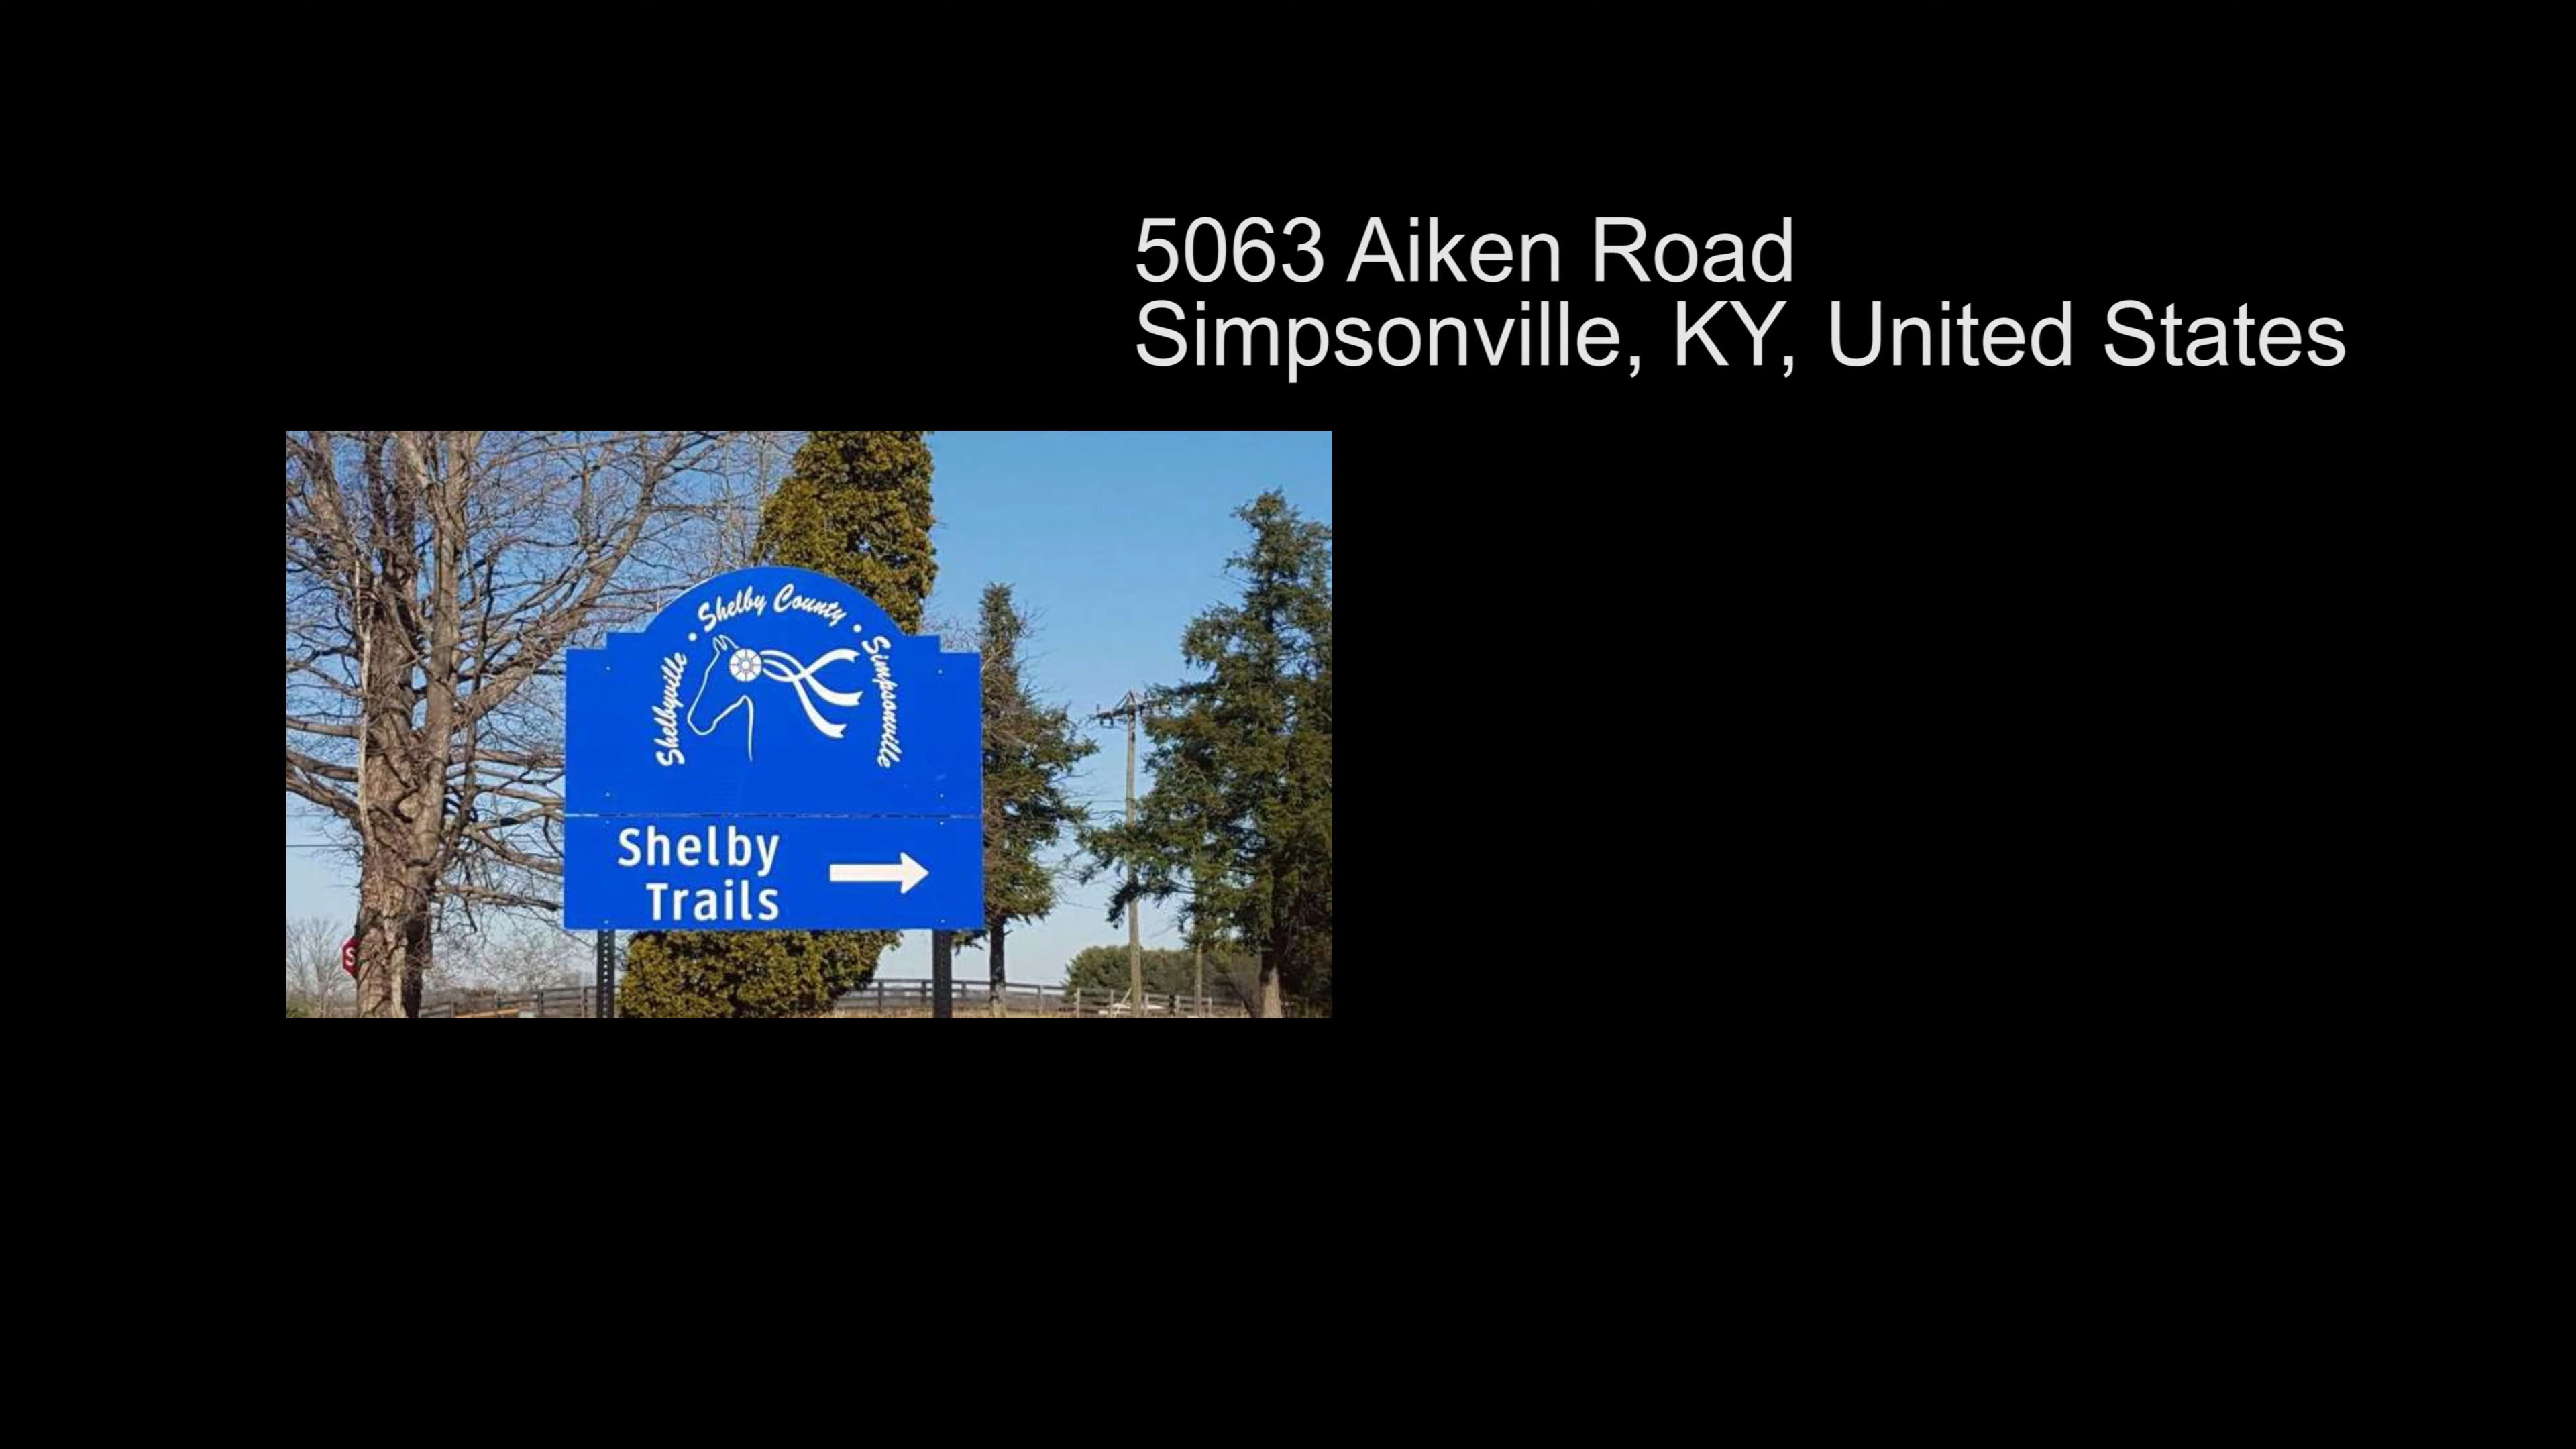 5063 Aiken Road
Simpsonville, KY, United States
Shelbyville • Shelby County • Simpsonville
Shelby
Trails
S